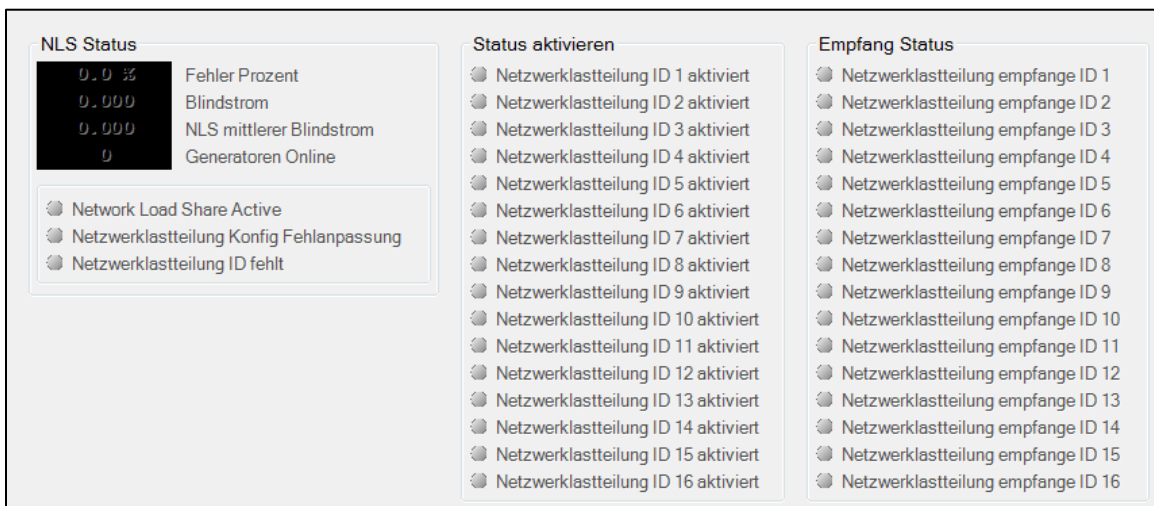 NLS Status
0.0 % Fehler Prozent
0.000 Blindstrom
0.000 NLS mittlerer Blindstrom
0 Generatoren Online
Network Load Share Active
Netzwerklastteilung Konfig Fehlanpassung
Netzwerklastteilung ID fehlt
Status aktivieren
Netzwerklastteilung ID 1 aktiviert
Netzwerklastteilung ID 2 aktiviert
Netzwerklastteilung ID 3 aktiviert
Netzwerklastteilung ID 4 aktiviert
Netzwerklastteilung ID 5 aktiviert
Netzwerklastteilung ID 6 aktiviert
Netzwerklastteilung ID 7 aktiviert
Netzwerklastteilung ID 8 aktiviert
Netzwerklastteilung ID 9 aktiviert
Netzwerklastteilung ID 10 aktiviert
Netzwerklastteilung ID 11 aktiviert
Netzwerklastteilung ID 12 aktiviert
Netzwerklastteilung ID 13 aktiviert
Netzwerklastteilung ID 14 aktiviert
Netzwerklastteilung ID 15 aktiviert
Netzwerklastteilung ID 16 aktiviert
Empfang Status
Netzwerklastteilung empfange ID 1
Netzwerklastteilung empfange ID 2
Netzwerklastteilung empfange ID 3
Netzwerklastteilung empfange ID 4
Netzwerklastteilung empfange ID 5
Netzwerklastteilung empfange ID 6
Netzwerklastteilung empfange ID 7
Netzwerklastteilung empfange ID 8
Netzwerklastteilung empfange ID 9
Netzwerklastteilung empfange ID 10
Netzwerklastteilung empfange ID 11
Netzwerklastteilung empfange ID 12
Netzwerklastteilung empfange ID 13
Netzwerklastteilung empfange ID 14
Netzwerklastteilung empfange ID 15
Netzwerklastteilung empfange ID 16